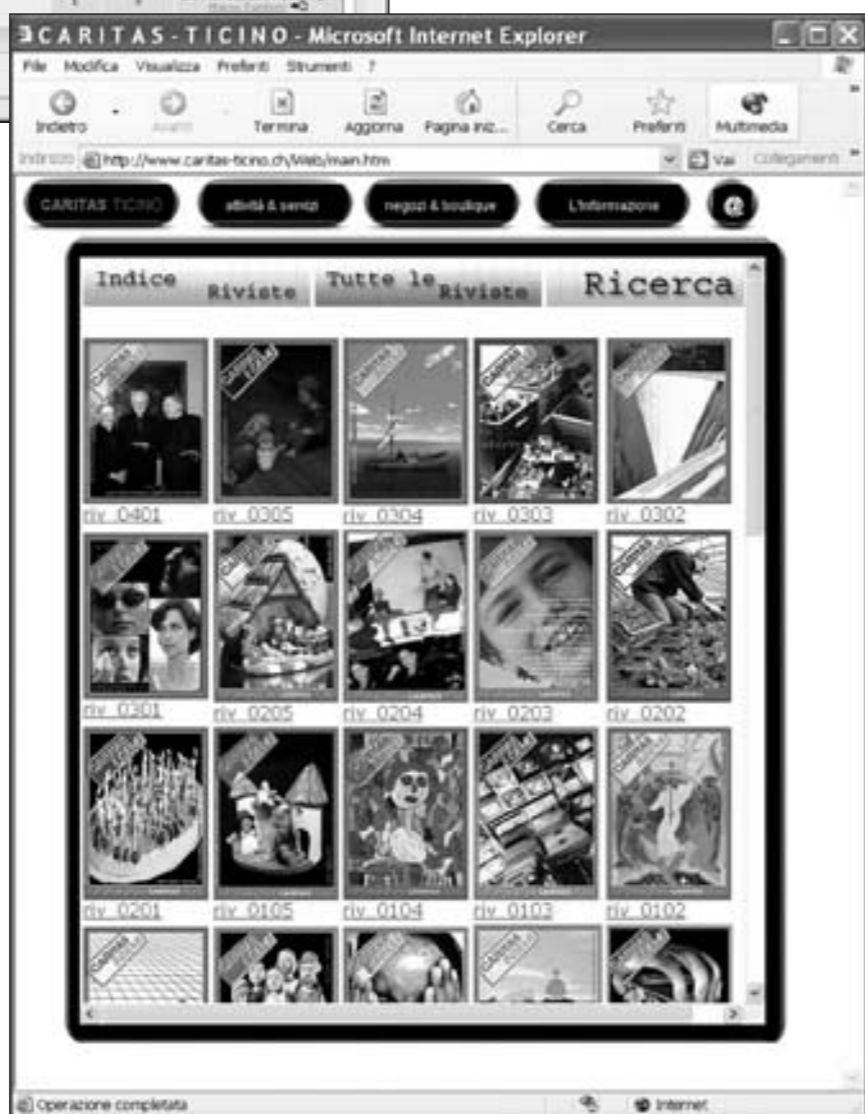 CARITAS-TICINO - Microsoft Internet Explorer
File Modifica Visualizza Preferiti Strumenti ?
Indietro Avanti Termina Aggiorna Pagina iniz... Cerca Preferiti Multimedia
Indirizzo http://www.caritas-ticino.ch/Web/main.htm Vai Collegamenti
CARITAS TICINO attività & servizi negozi & boutique L'Informazione @
Indice Riviste Tutte le Riviste Ricerca
riv_0401 riv_0305 riv_0304 riv_0303 riv_0302
riv_0301 riv_0205 riv_0204 riv_0203 riv_0202
riv_0201 riv_0105 riv_0104 riv_0103 riv_0102
Operazione completata Internet